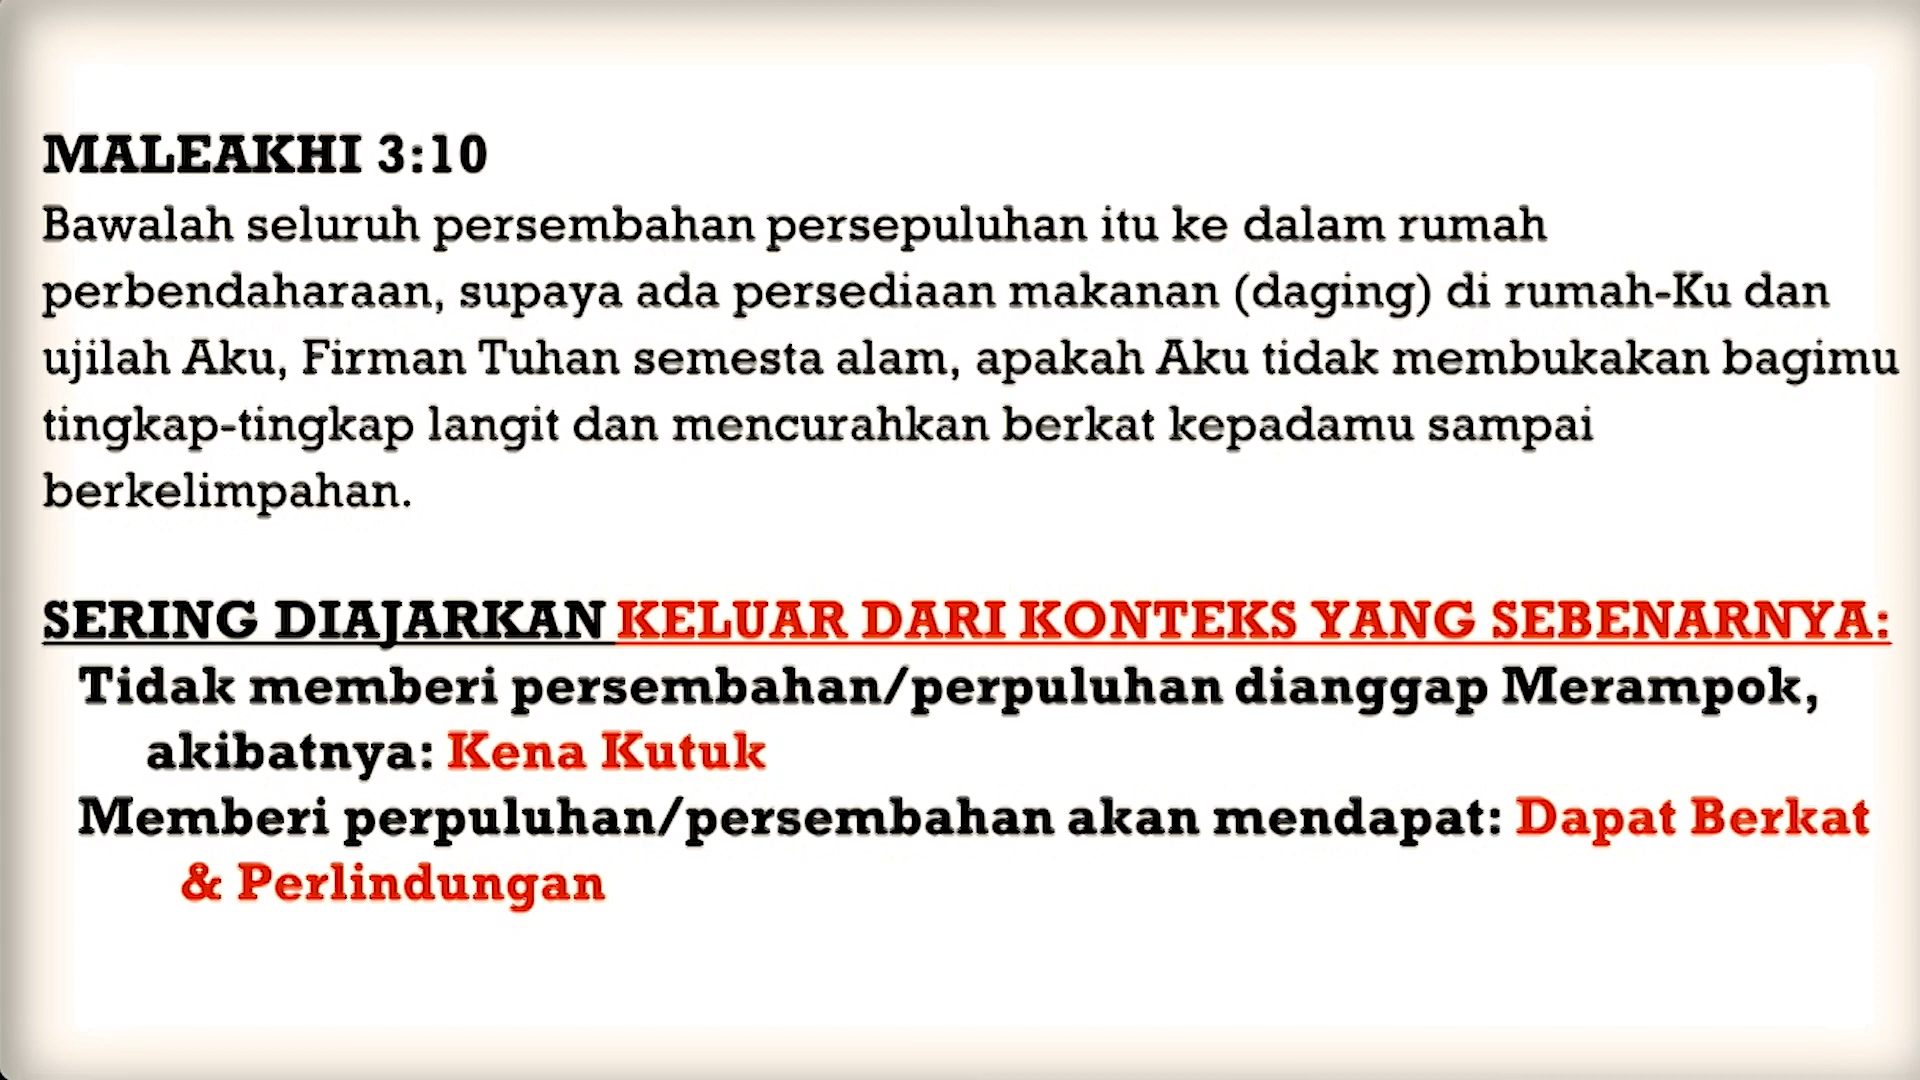 MALEAKHI 3:10
Bawalah seluruh persembahan persepuluhan itu ke dalam rumah
perbendaharaan, supaya ada persediaan makanan (daging) di rumah-Ku dan
ujilah Aku, Firman Tuhan semesta alam, apakah Aku tidak membukakan bagimu
tingkap-tingkap langit dan mencurahkan berkat kepadamu sampai
berkelimpahan.
SERING DIAJARKAN KELUAR DARI KONTEKS YANG SEBENARNYA:
Tidak memberi persembahan/perpuluhan dianggap Merampok,
akibatnya: Kena Kutuk
Memberi perpuluhan/persembahan akan mendapat: Dapat Berkat
& Perlindungan